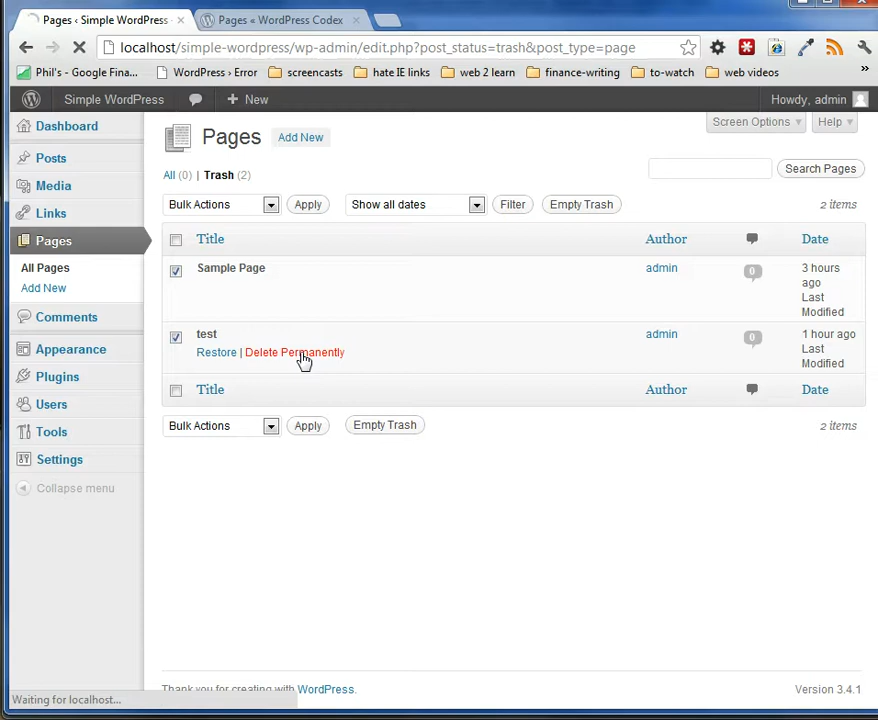 Pages ‹ Simple WordPress
Pages « WordPress Codex
localhost/simple-wordpress/wp-admin/edit.php?post_status=trash&post_type=page
Phil's - Google Fina...
WordPress › Error
screencasts
hate IE links
web 2 learn
finance-writing
to-watch
web videos
»
Simple WordPress
+ New
Howdy, admin
Dashboard
Posts
Media
Links
Pages
All Pages
Add New
Comments
Appearance
Plugins
Users
Tools
Settings
Collapse menu
Screen Options
Help
Pages Add New
All (0) | Trash (2)
Search Pages
Bulk Actions Apply Show all dates Filter Empty Trash 2 items
Title Author Date
Sample Page admin 0 3 hours
ago
Last
Modified
test admin 0 1 hour ago
Restore | Delete Permanently Last
Modified
Title Author Date
Bulk Actions Apply Empty Trash 2 items
Thank you for creating with WordPress. Version 3.4.1
Waiting for localhost...